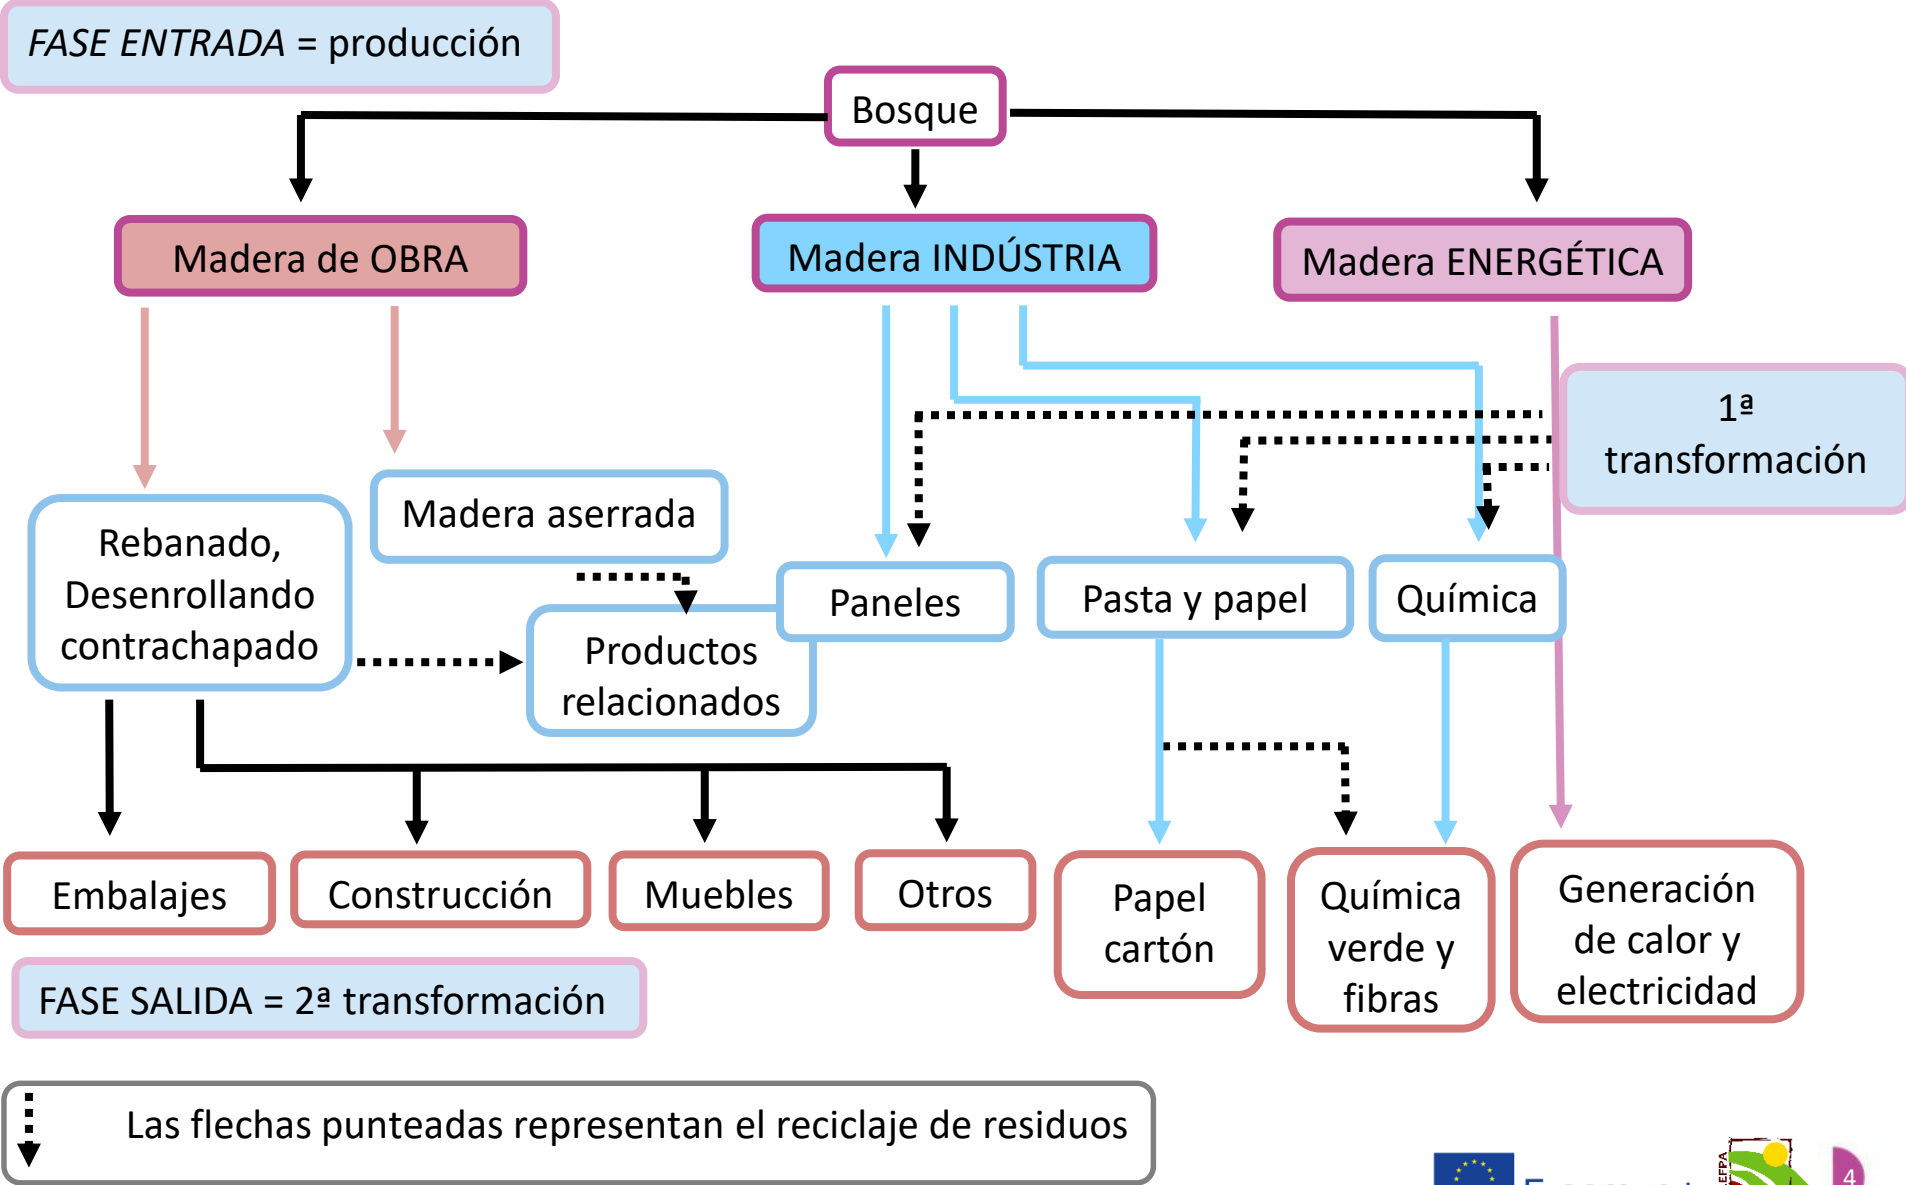 FASE ENTRADA = producción
Bosque
Madera de OBRA
Madera INDÚSTRIA
Madera ENERGÉTICA
1ª
transformación
Rebanado,
Desenrollando
contrachapado
Madera aserrada
Productos
relacionados
Paneles
Pasta y papel
Química
Embalajes
Construcción
Muebles
Otros
Papel
cartón
Química
verde y
fibras
Generación
de calor y
electricidad
FASE SALIDA = 2ª transformación
Las flechas punteadas representan el reciclaje de residuos
4